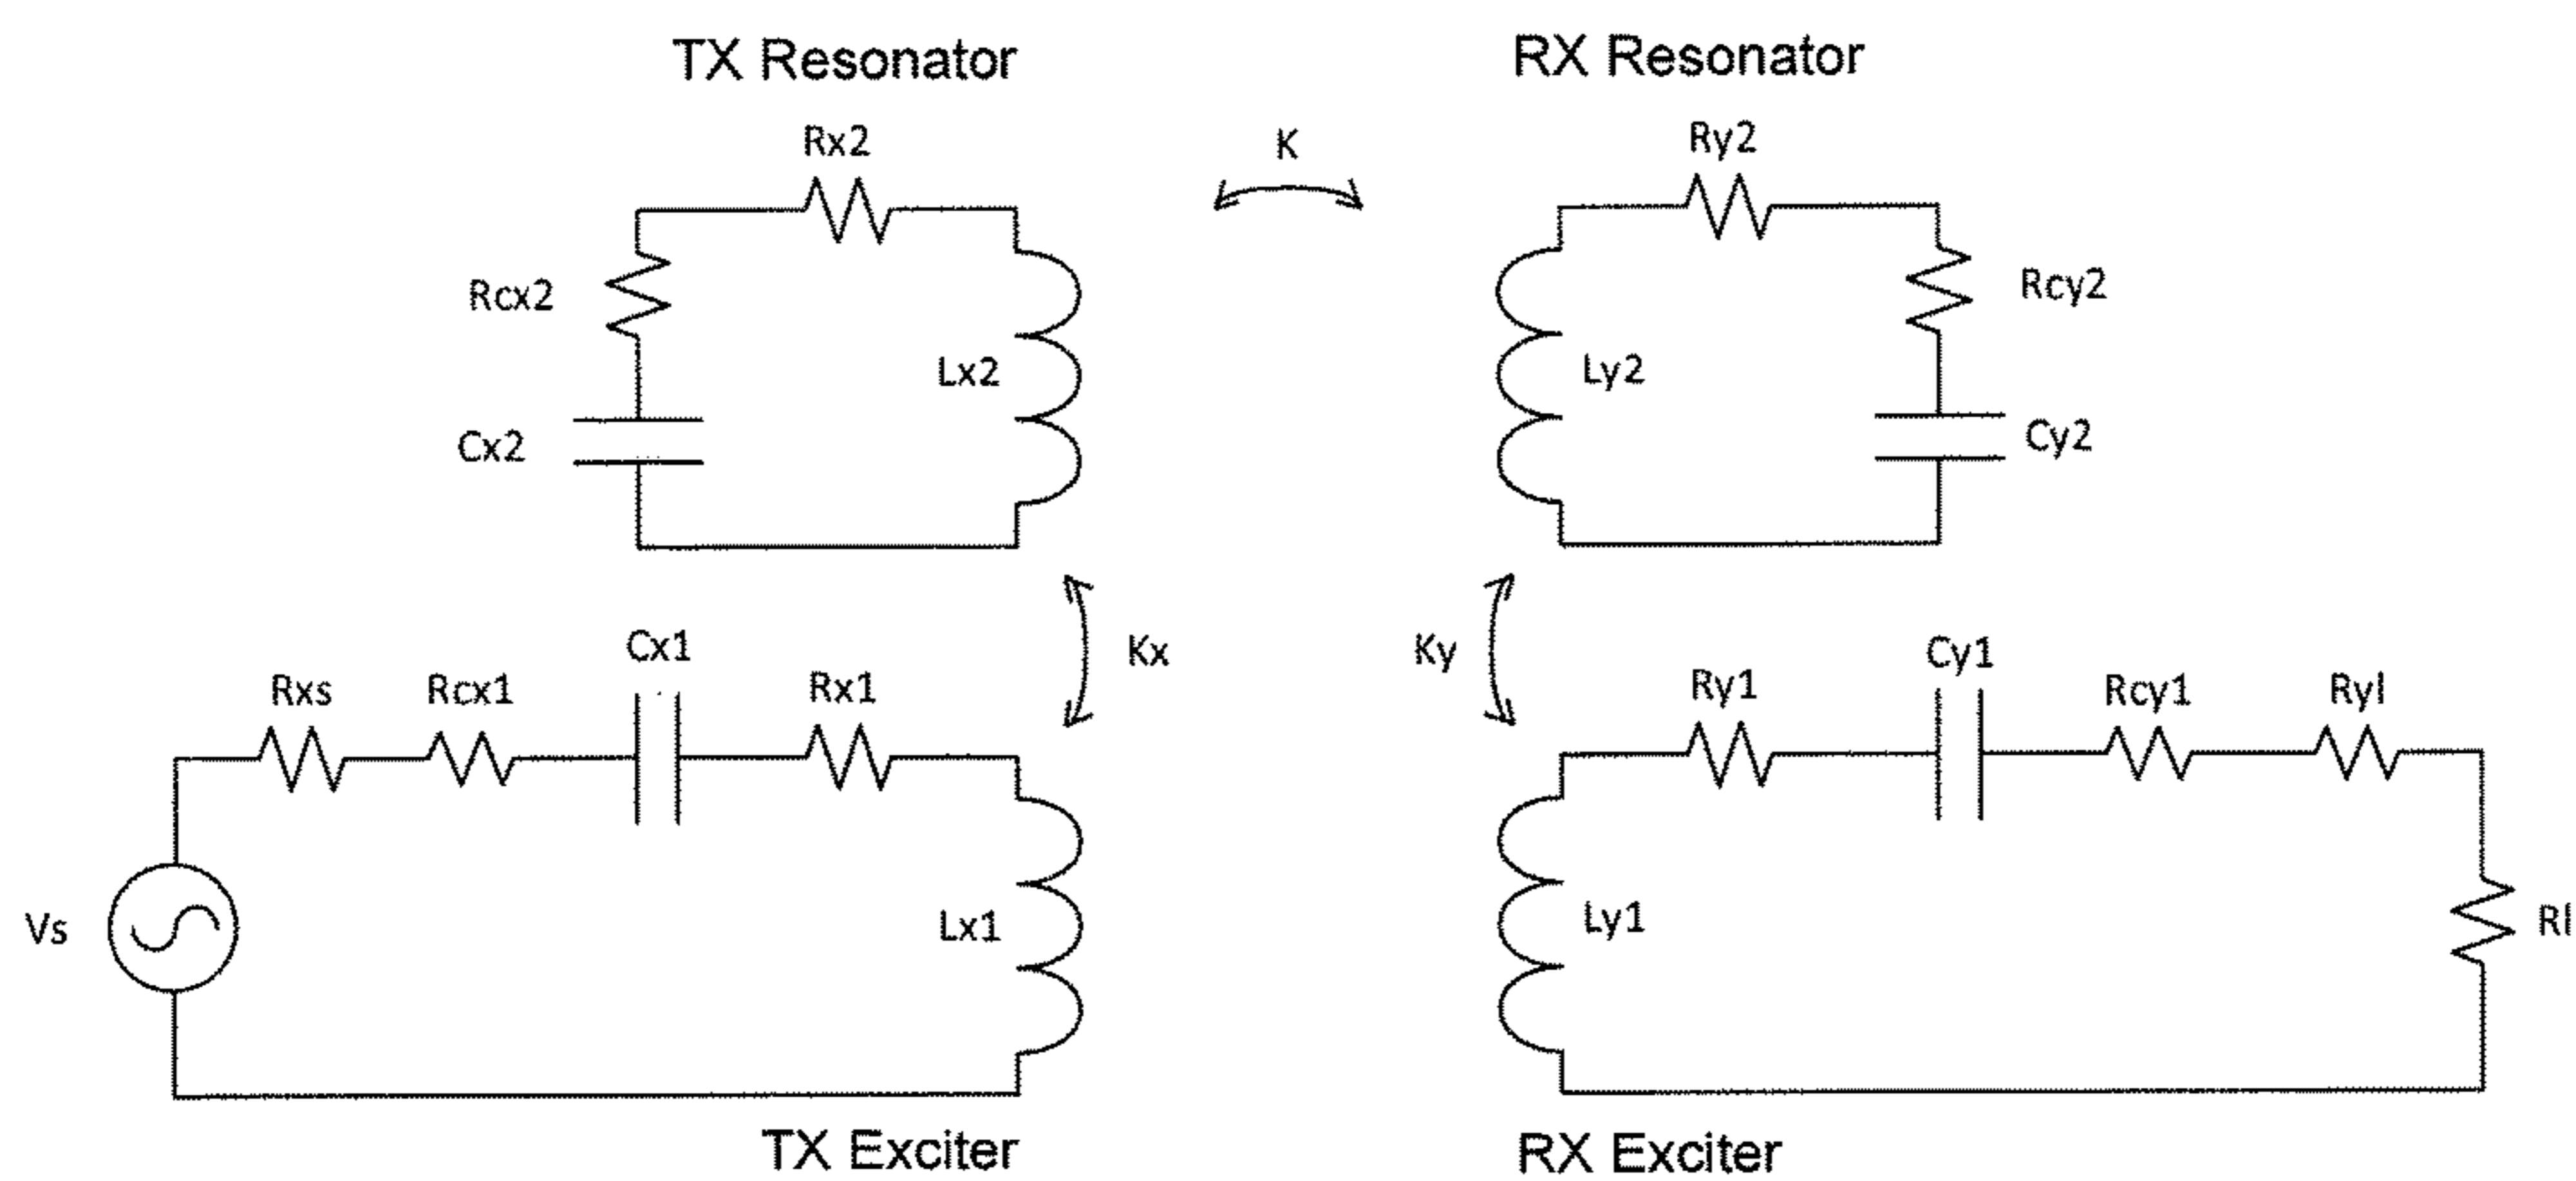 TX Resonator
RX Resonator
Rx2
K
Ry2
Rcx2
Rcy2
Lx2
Ly2
Cx2
Cy2
Kx
Ky
Rxs
Rcx1
Cx1
Rx1
Ry1
Cy1
Rcy1
Ryl
Vs
Lx1
Ly1
Rl
TX Exciter
RX Exciter